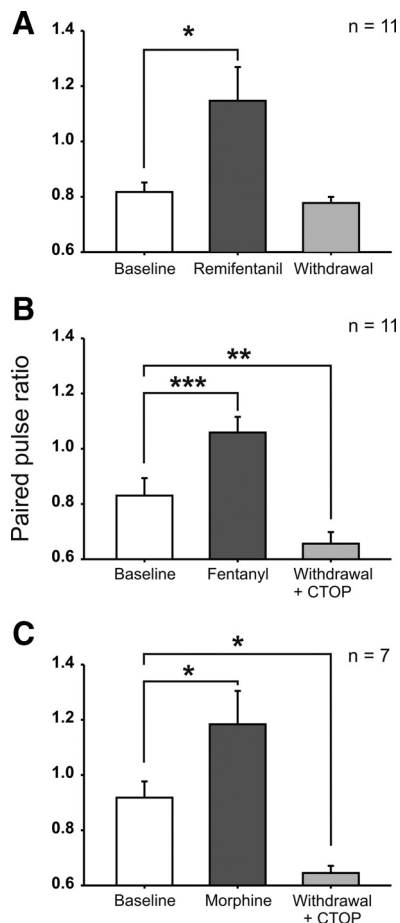 A
n = 11
1.4
*
1.2
1.0
0.8
0.6
Baseline Remifentanil Withdrawal
B
n = 11
1.4
**
1.2
***
1.0
0.8
0.6
Baseline Fentanyl Withdrawal
+ CTOP
Paired pulse ratio
C
n = 7
1.4
*
*
1.2
1.0
0.8
0.6
Baseline Morphine Withdrawal
+ CTOP